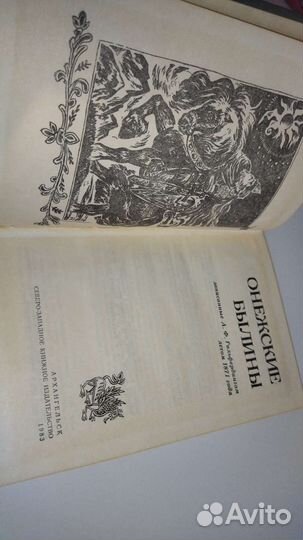 ОНЕЖСКИЕ
БЫЛИНЫ
записанные А. Ф. Гильфердингом
летом 1871 года
АРХАНГЕЛЬСК
СЕВЕРО-ЗАПАДНОЕ КНИЖНОЕ ИЗДАТЕЛЬСТВО
1983
Avito